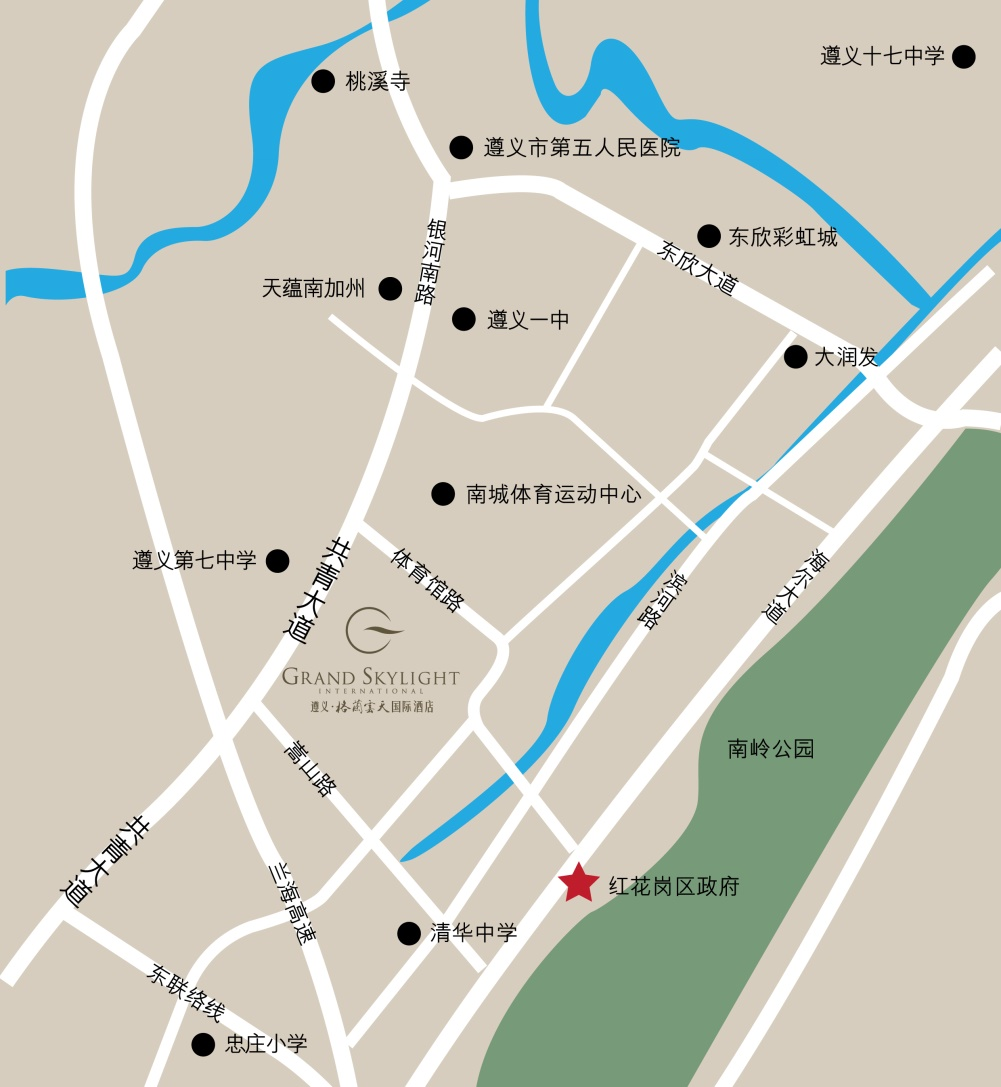 遵义十七中学
桃溪寺
遵义市第五人民医院
银河南路
东欣彩虹城
东欣大道
天蕴南加州
遵义一中
大润发
南城体育运动中心
遵义第七中学
共青大道
体育馆路
海尔大道
滨河路
GRAND SKYLIGHT
INTERNATIONAL
遵义·格兰云天国际酒店
南岭公园
嵩山路
共青大道
兰海高速
红花岗区政府
清华中学
东联络线
忠庄小学